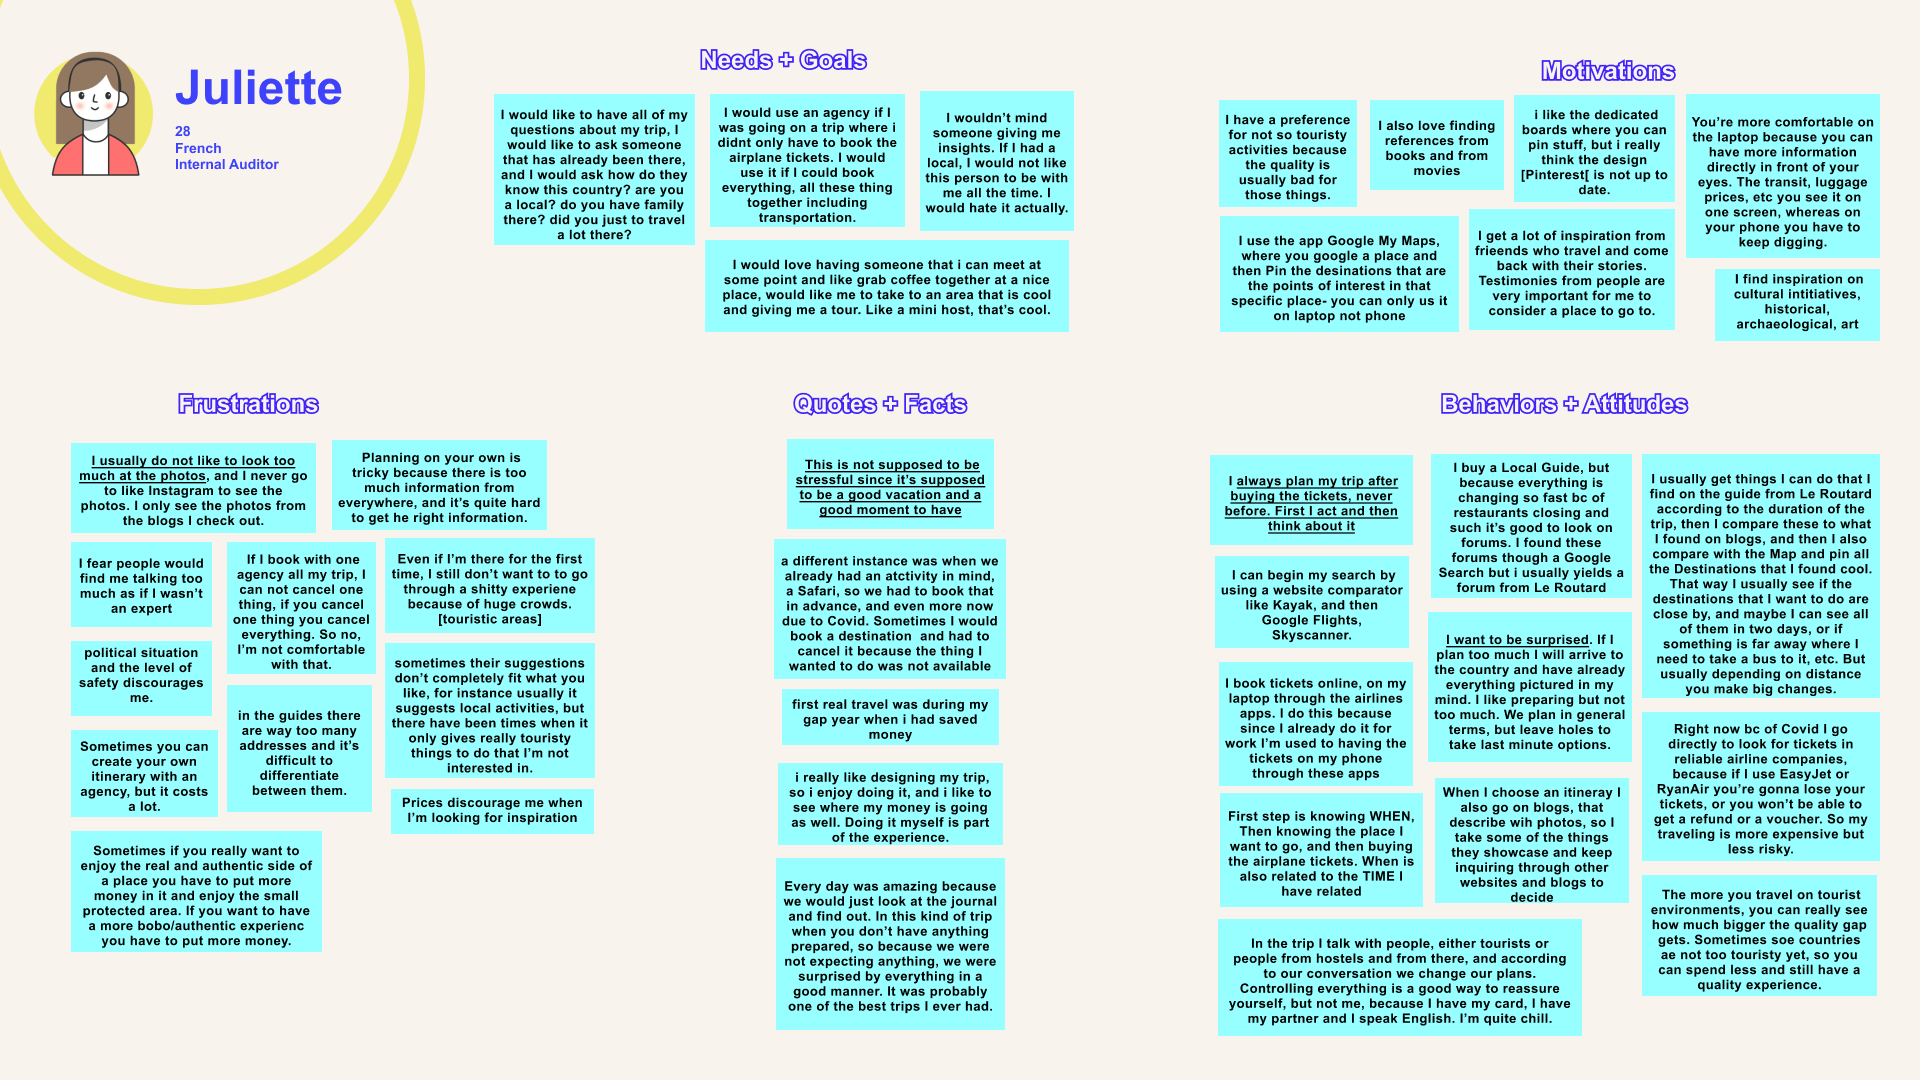 Juliette
28
French
Internal Auditor
Needs + Goals
I would like to have all of my
questions about my trip, I
would like to ask someone
that has already been there,
and I would ask how do they
know this country? are you
a local? do you have family
there? did you just to travel
a lot there?
I would use an agency if I
was going on a trip where i
didnt only have to book the
airplane tickets. I would
use it if I could book
everything, all these thing
together including
transportation.
I wouldn't mind
someone giving me
insights. If I had a
local, I would not like
this person to be with
me all the time. I
would hate it actually.
I would love having someone that i can meet at
some point and like grab coffee together at a nice
place, would like me to take to an area that is cool
and giving me a tour. Like a mini host, that's cool.
Motivations
I have a preference
for not so touristy
activities because
the quality is
usually bad for
those things.
I also love finding
references from
books and from
movies
i like the dedicated
boards where you can
pin stuff, but i really
think the design
[Pinterest[ is not up to
date.
You're more comfortable on
the laptop because you can
have more information
directly in front of your
eyes. The transit, luggage
prices, etc you see it on
one screen, whereas on
your phone you have to
keep digging.
I use the app Google My Maps,
where you google a place and
then Pin the desinations that are
the points of interest in that
specific place- you can only us it
on laptop not phone
I get a lot of inspiration from
frieends who travel and come
back with their stories.
Testimonies from people are
very important for me to
consider a place to go to.
I find inspiration on
cultural intitiatives,
historical,
archaeological, art
Frustrations
I usually do not like to look too
much at the photos, and I never go
to like Instagram to see the
photos. I only see the photos from
the blogs I check out.
Planning on your own is
tricky because there is too
much information from
everywhere, and it's quite hard
to get he right information.
I fear people would
find me talking too
much as if I wasn't
an expert
If I book with one
agency all my trip, I
can not cancel one
thing, if you cancel
one thing you cancel
everything. So no,
I'm not comfortable
with that.
Even if I'm there for the first
time, I still don't want to to go
through a shitty experiene
because of huge crowds.
[touristic areas]
political situation
and the level of
safety discourages
me.
in the guides there
are way too many
addresses and it's
difficult to
differentiate
between them.
sometimes their suggestions
don't completely fit what you
like, for instance usually it
suggests local activities, but
there have been times when it
only gives really touristy
things to do that I'm not
interested in.
Sometimes you can
create your own
itinerary with an
agency, but it costs
a lot.
Prices discourage me when
I'm looking for inspiration
Sometimes if you really want to
enjoy the real and authentic side of
a place you have to put more
money in it and enjoy the small
protected area. If you want to have
a more bobo/authentic experienc
you have to put more money.
Quotes + Facts
This is not supposed to be
stressful since it's supposed
to be a good vacation and a
good moment to have
a different instance was when we
already had an atctivity in mind,
a Safari, so we had to book that
in advance, and even more now
due to Covid. Sometimes I would
book a destination and had to
cancel it because the thing I
wanted to do was not available
first real travel was during my
gap year when i had saved
money
i really like designing my trip,
so i enjoy doing it, and i like to
see where my money is going
as well. Doing it myself is part
of the experience.
Every day was amazing because
we would just look at the journal
and find out. In this kind of trip
when you don't have anything
prepared, so because we were
not expecting anything, we were
surprised by everything in a
good manner. It was probably
one of the best trips I ever had.
Behaviors + Attitudes
I always plan my trip after
buying the tickets, never
before. First I act and then
think about it
I buy a Local Guide, but
because everything is
changing so fast bc of
restaurants closing and
such it's good to look on
forums. I found these
forums though a Google
Search but i usually yields a
forum from Le Routard
I usually get things I can do that I
find on the guide from Le Routard
according to the duration of the
trip, then I compare these to what
I found on blogs, and then I also
compare with the Map and pin all
the Destinations that I found cool.
That way I usually see if the
destinations that I want to do are
close by, and maybe I can see all
of them in two days, or if
something is far away where I
need to take a bus to it, etc. But
usually depending on distance
you make big changes.
I can begin my search by
using a website comparator
like Kayak, and then
Google Flights,
Skyscanner.
I want to be surprised. If I
plan too much I will arrive to
the country and have already
everything pictured in my
mind. I like preparing but not
too much. We plan in general
terms, but leave holes to
take last minute options.
I book tickets online, on my
laptop through the airlines
apps. I do this because
since I already do it for
work I'm used to having the
tickets on my phone
through these apps
Right now bc of Covid I go
directly to look for tickets in
reliable airline companies,
because if I use EasyJet or
RyanAir you're gonna lose your
tickets, or you won't be able to
get a refund or a voucher. So my
traveling is more expensive but
less risky.
First step is knowing WHEN,
Then knowing the place I
want to go, and then buying
the airplane tickets. When is
also related to the TIME I
have related
When I choose an itineray I
also go on blogs, that
describe wih photos, so I
take some of the things
they showcase and keep
inquiring through other
websites and blogs to
decide
The more you travel on tourist
environments, you can really see
how much bigger the quality gap
gets. Sometimes soe countries
ae not too touristy yet, so you
can spend less and still have a
quality experience.
In the trip I talk with people, either tourists or
people from hostels and from there, and according
to our conversation we change our plans.
Controlling everything is a good way to reassure
yourself, but not me, because I have my card, I have
my partner and I speak English. I'm quite chill.